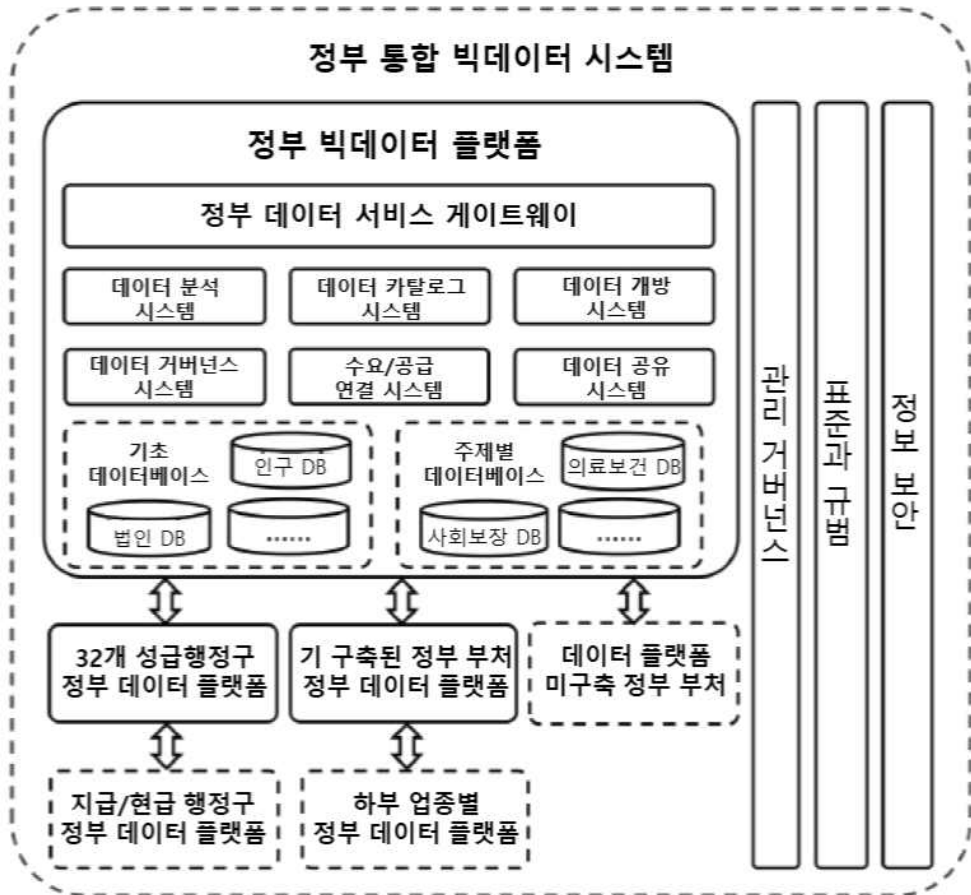 정부 통합 빅데이터 시스템
정부 빅데이터 플랫폼
정부 데이터 서비스 게이트웨이
데이터 분석
시스템
데이터 카탈로그
시스템
데이터 개방
시스템
데이터 거버넌스
시스템
수요/공급
연결 시스템
데이터 공유
시스템
기초
데이터베이스
인구 DB
법인 DB
......
주제별
데이터베이스
의료보건 DB
사회보장 DB
......
32개 성급행정구
정부 데이터 플랫폼
기 구축된 정부 부처
정부 데이터 플랫폼
데이터 플랫폼
미구축 정부 부처
지급/현급 행정구
정부 데이터 플랫폼
하부 업종별
정부 데이터 플랫폼
관리 거버넌스
표준과 규범
정보 보안